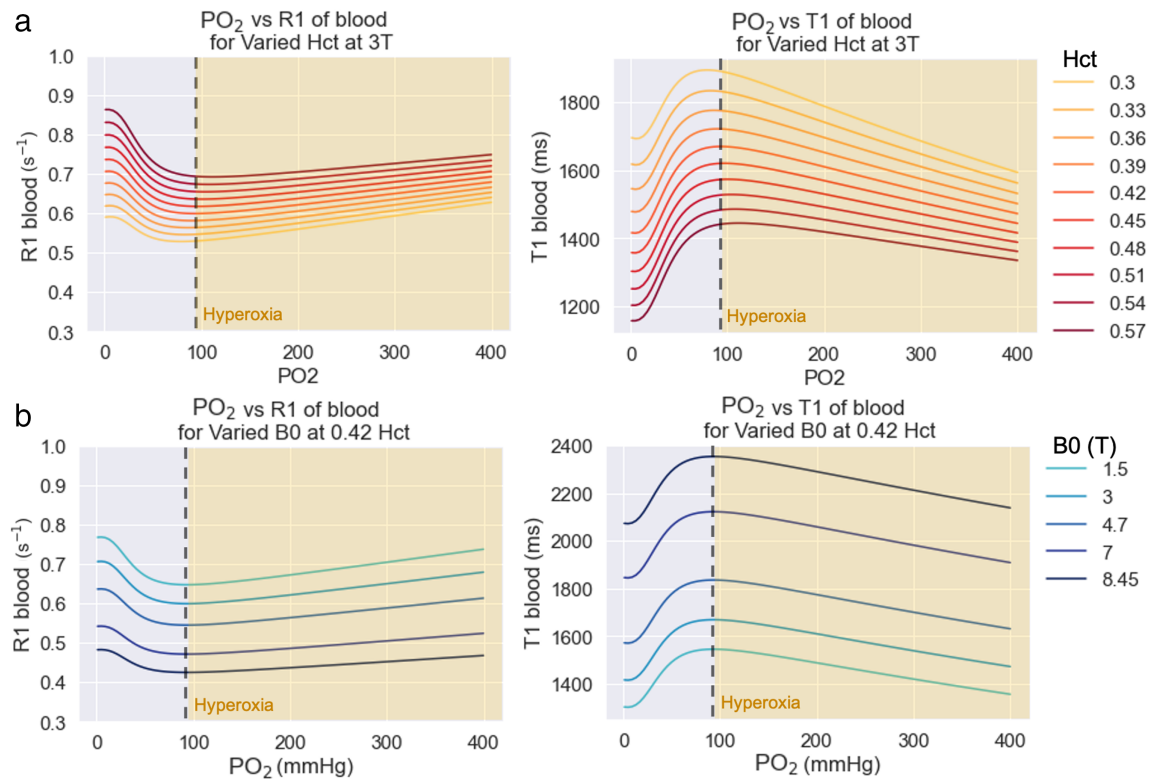 a
PO2 vs R1 of blood
for Varied Hct at 3T
R1 blood (s−1)
1.0
0.9
0.8
0.7
0.6
0.5
0.4
0.3
Hyperoxia
0 100 200 300 400
PO2
PO2 vs T1 of blood
for Varied Hct at 3T
T1 blood (ms)
1800
1600
1400
1200
Hyperoxia
0 100 200 300 400
PO2
Hct
0.3
0.33
0.36
0.39
0.42
0.45
0.48
0.51
0.54
0.57
b
PO2 vs R1 of blood
for Varied B0 at 0.42 Hct
R1 blood (s−1)
1.0
0.9
0.8
0.7
0.6
0.5
0.4
0.3
Hyperoxia
0 100 200 300 400
PO2 (mmHg)
PO2 vs T1 of blood
for Varied B0 at 0.42 Hct
T1 blood (ms)
2400
2200
2000
1800
1600
1400
Hyperoxia
0 100 200 300 400
PO2 (mmHg)
B0 (T)
1.5
3
4.7
7
8.45